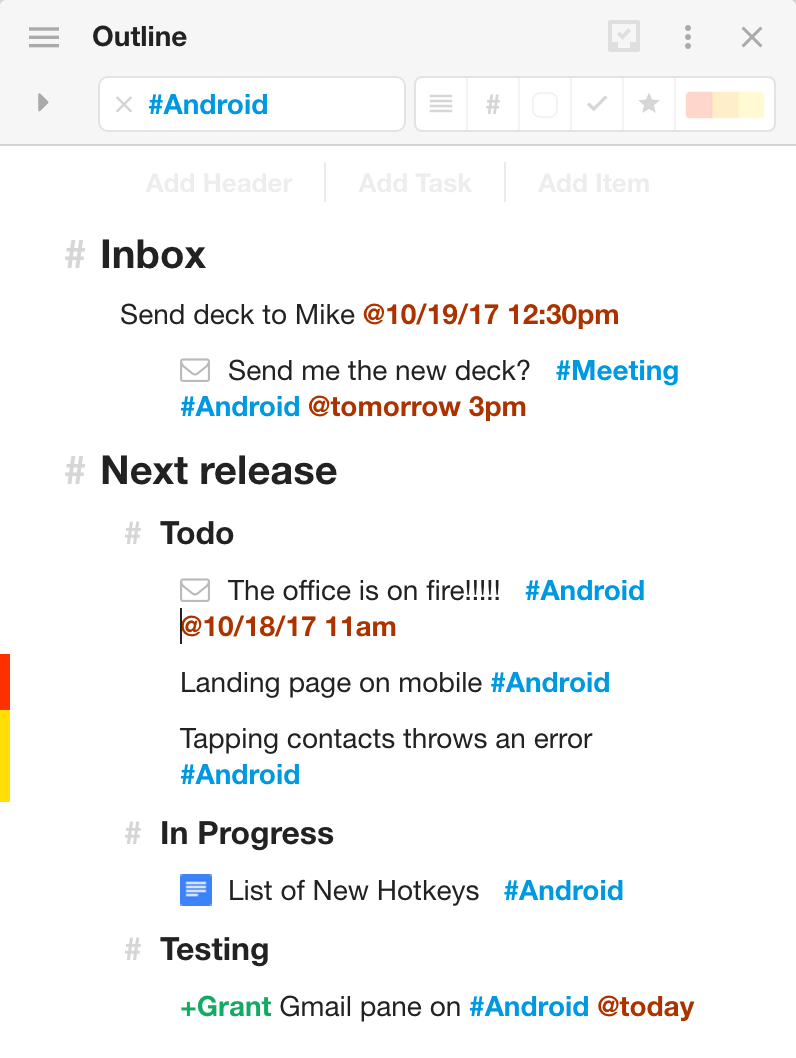 Outline
#Android
#
Add Header Add Task Add Item
# Inbox
Send deck to Mike @10/19/17 12:30pm
Send me the new deck? #Meeting
#Android @tomorrow 3pm
# Next release
# Todo
The office is on fire!!!!! #Android
@10/18/17 11am
Landing page on mobile #Android
Tapping contacts throws an error
#Android
# In Progress
List of New Hotkeys #Android
# Testing
+Grant Gmail pane on #Android @today